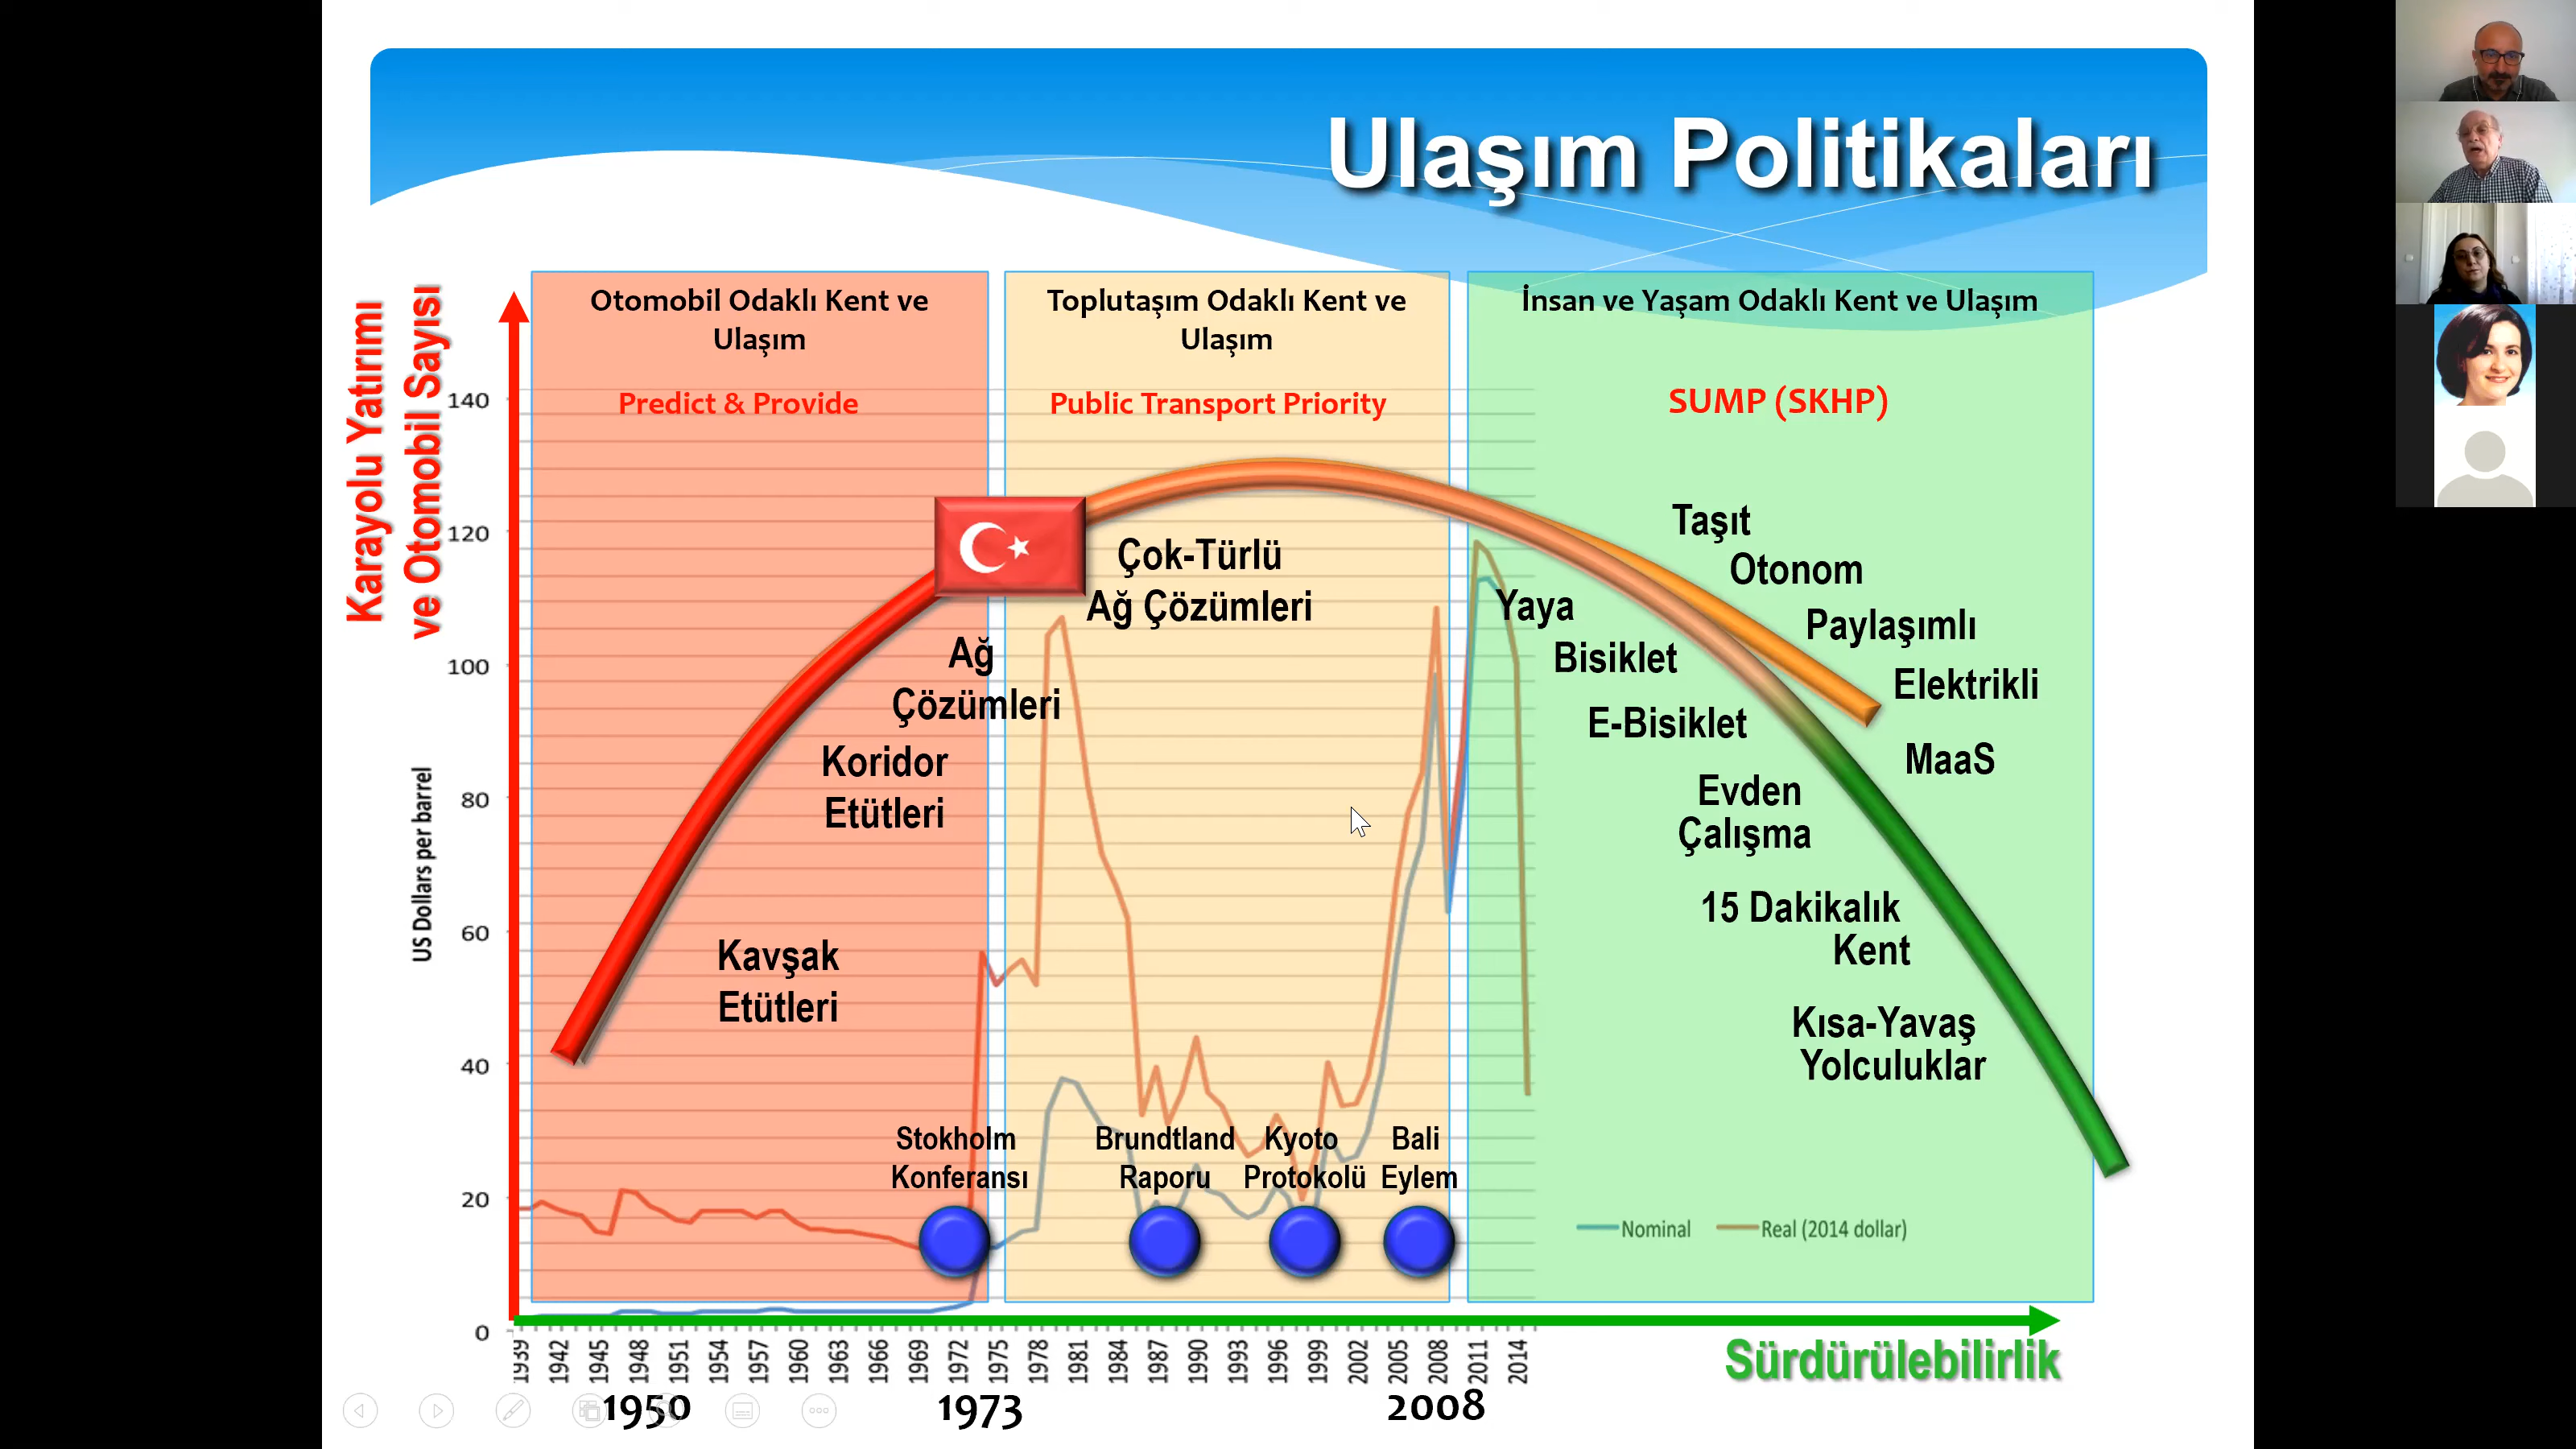 Ulaşım Politikaları
Karayolu Yatırımı
ve Otomobil Sayısı
Otomobil Odaklı Kent ve
Ulaşım
Predict & Provide
Toplutaşım Odaklı Kent ve
Ulaşım
Public Transport Priority
İnsan ve Yaşam Odaklı Kent ve Ulaşım
SUMP (SKHP)
US Dollars per barrel
140
120
100
80
60
40
20
0
Kavşak
Etütleri
Koridor
Etütleri
Ağ
Çözümleri
Çok-Türlü
Ağ Çözümleri
Yaya
Bisiklet
E-Bisiklet
Evden
Çalışma
15 Dakikalık
Kent
Kısa-Yavaş
Yolculuklar
Taşıt
Otonom
Paylaşımlı
Elektrikli
MaaS
Stokholm
Konferansı
Brundtland
Raporu
Kyoto
Protokolü
Bali
Eylem
Nominal
Real (2014 dollar)
1939 1942 1945 1948 1951 1954 1957 1960 1963 1966 1969 1972 1975 1978 1981 1984 1987 1990 1993 1996 1999 2002 2005 2008 2011 2014
Sürdürülebilirlik
1950
1973
2008